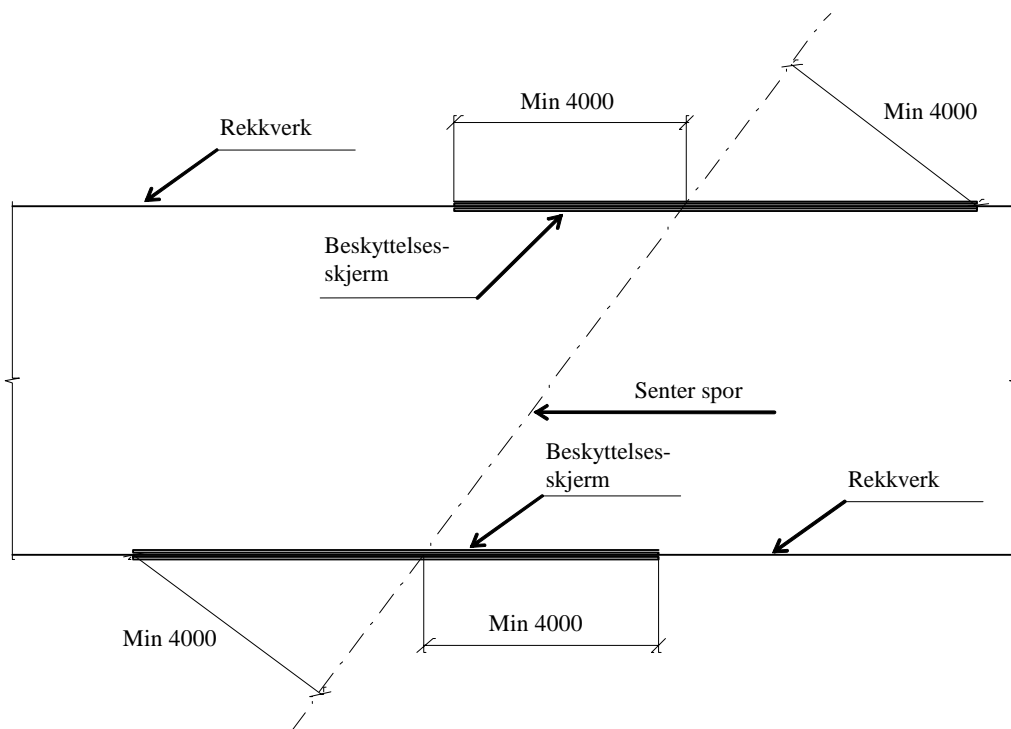 Min 4000
Min 4000
Rekkverk
Beskyttelses-
skjerm
Senter spor
Beskyttelses-
skjerm
Rekkverk
Min 4000
Min 4000